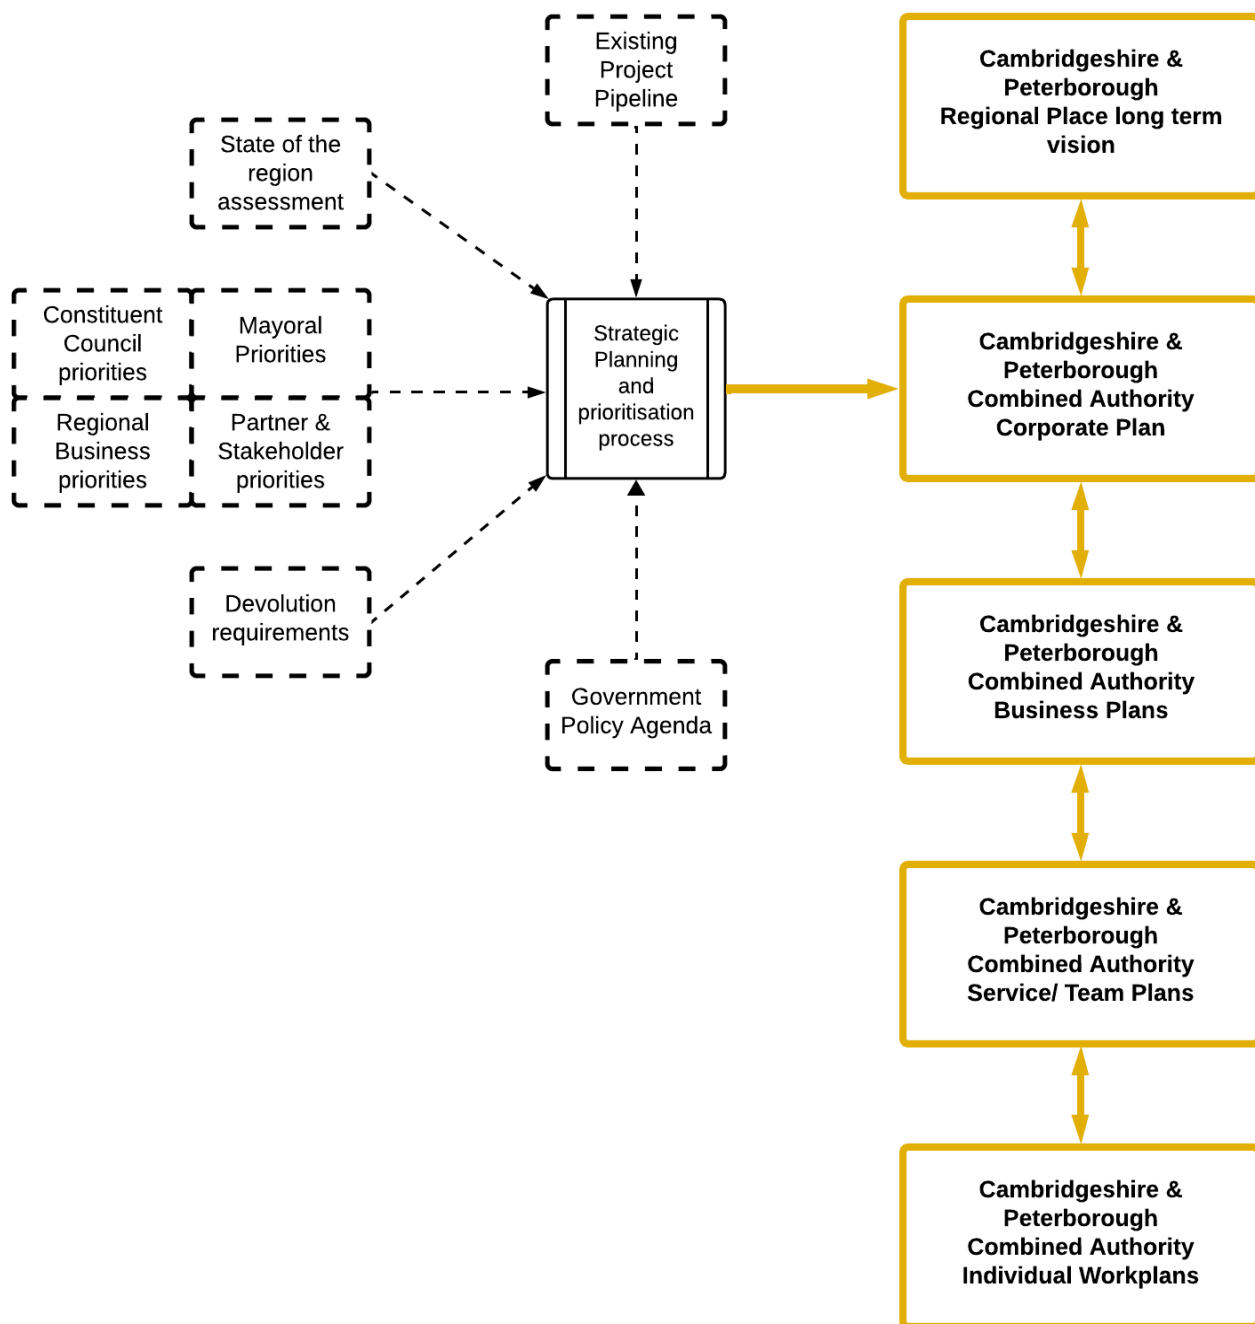 Existing
Project
Pipeline
State of the
region
assessment
Constituent
Council
priorities
Mayoral
Priorities
Regional
Business
priorities
Partner &
Stakeholder
priorities
Devolution
requirements
Strategic
Planning
and
prioritisation
process
Government
Policy Agenda
Cambridgeshire &
Peterborough
Regional Place long term
vision
Cambridgeshire &
Peterborough
Combined Authority
Corporate Plan
Cambridgeshire &
Peterborough
Combined Authority
Business Plans
Cambridgeshire &
Peterborough
Combined Authority
Service/ Team Plans
Cambridgeshire &
Peterborough
Combined Authority
Individual Workplans